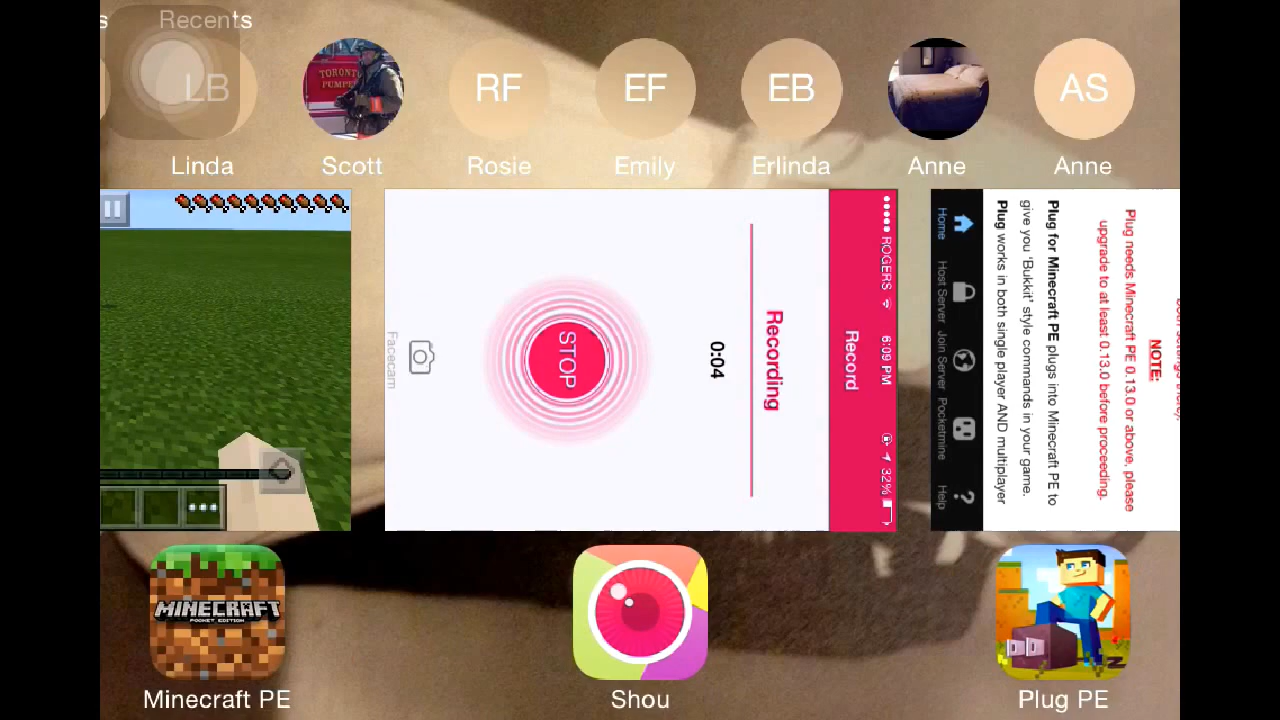 s
Recents
LB
RF
EF
EB
AS
TORONTO
PUMPER
Linda
Scott
Rosie
Emily
Erlinda
Anne
Anne
ROGERS
6:09 PM
32%
Record
Recording
0:04
STOP
Facecam
NOTE:
Plug needs Minecraft PE 0.13.0 or above, please
upgrade to at least 0.13.0 before proceeding.
Plug for Minecraft PE plugs into Minecraft PE to
give you 'Bukkit' style commands in your game.
Plug works in both single player AND multiplayer
Home
Host Server
Join Server
Pocketmine
Help
MINECRAFT
POCKET EDITION
Minecraft PE
Shou
Plug PE